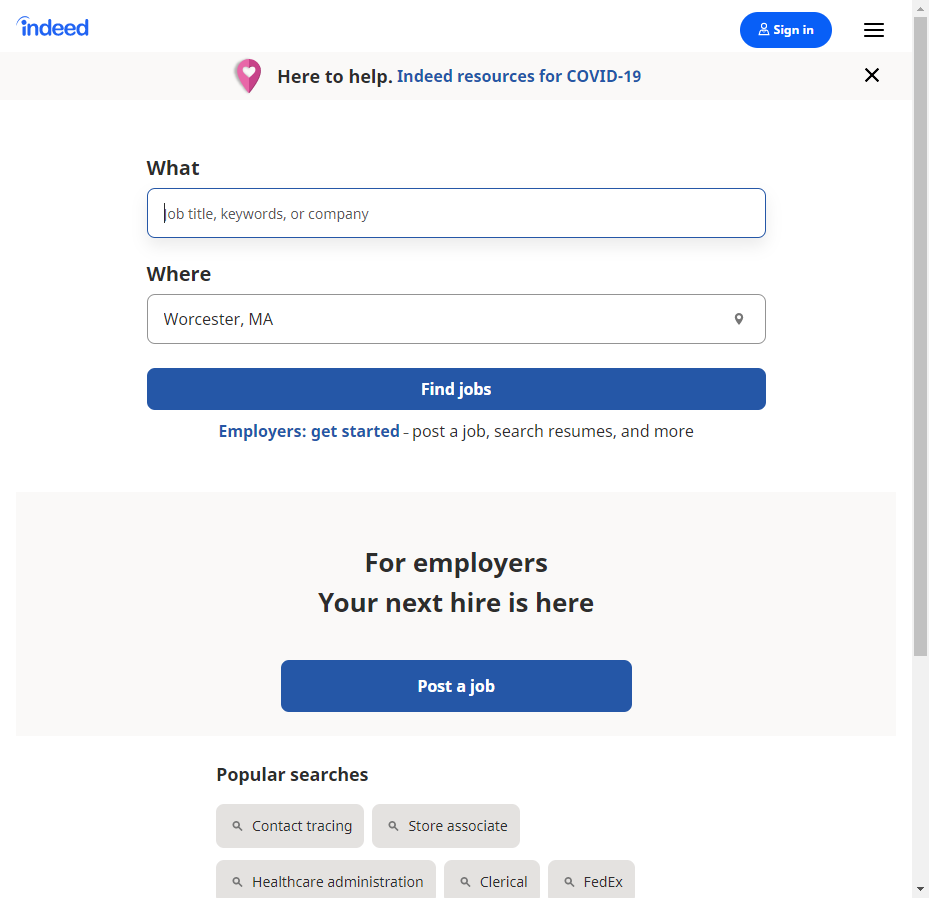 indeed
Sign in
Here to help. Indeed resources for COVID-19
What
Job title, keywords, or company
Where
Worcester, MA
Find jobs
Employers: get started - post a job, search resumes, and more
For employers
Your next hire is here
Post a job
Popular searches
Contact tracing Store associate
Healthcare administration Clerical FedEx